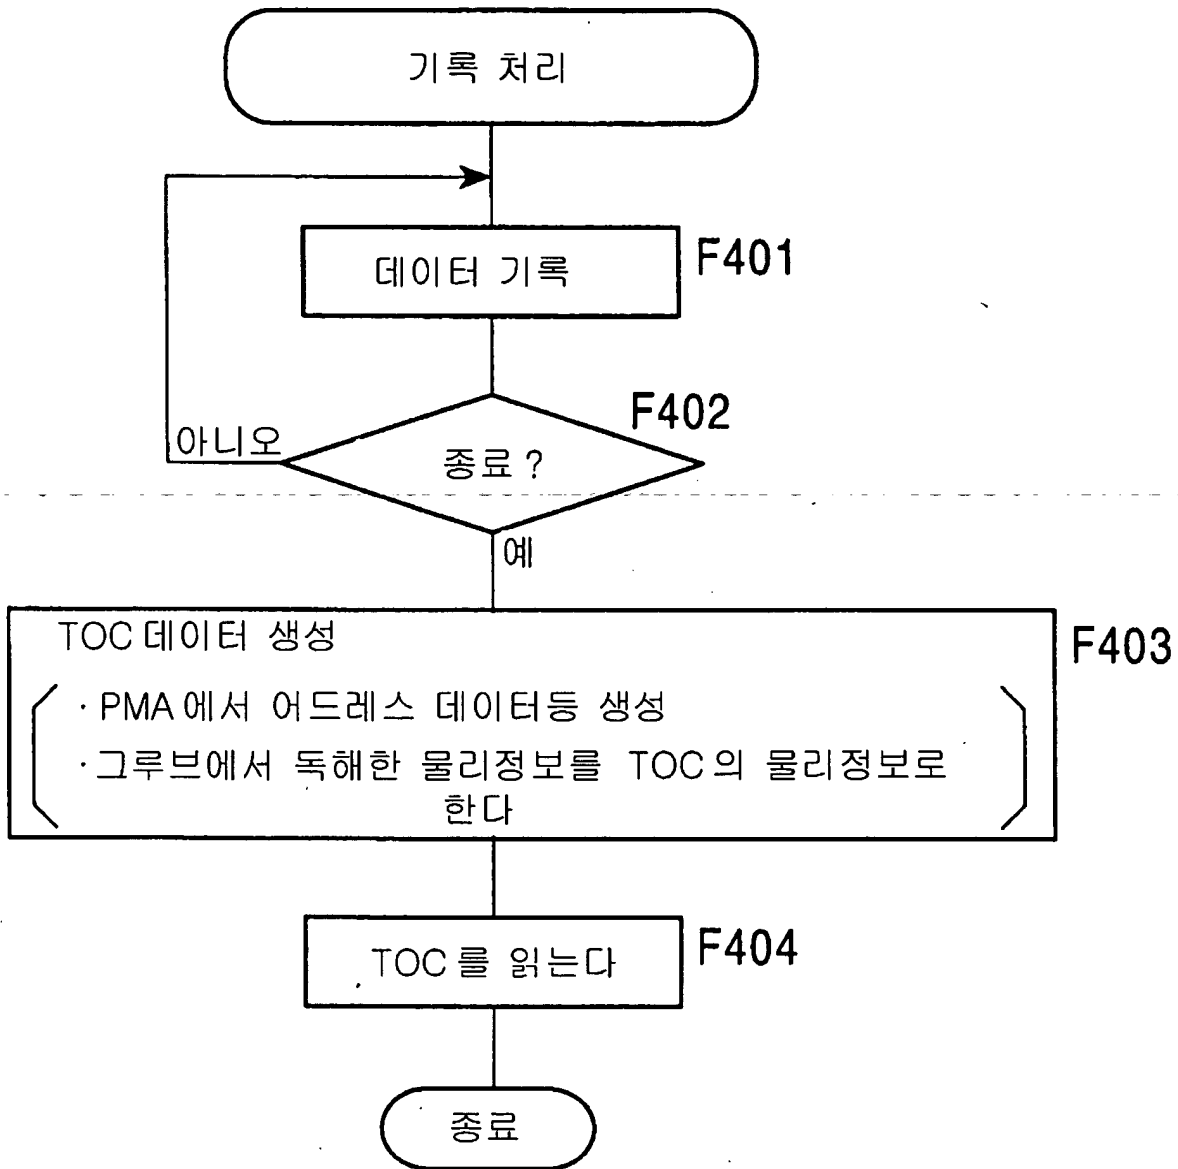 기록 처리
데이터 기록
F401
F402
아니오
종료 ?
예
TOC 데이터 생성
F403
· PMA에서 어드레스 데이터등 생성
· 그루브에서 독해한 물리정보를 TOC의 물리정보로
한다
TOC를 읽는다
F404
종료